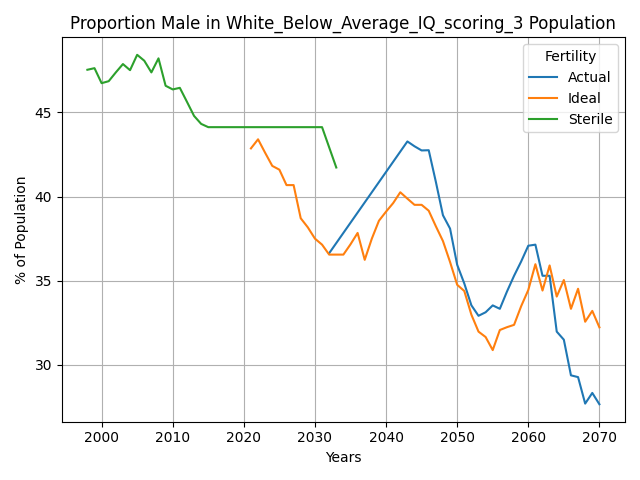 Proportion Male in White_Below_Average_IQ_scoring_3 Population
Fertility
Actual
Ideal
Sterile
% of Population
45
40
35
30
2000 2010 2020 2030 2040 2050 2060 2070
Years